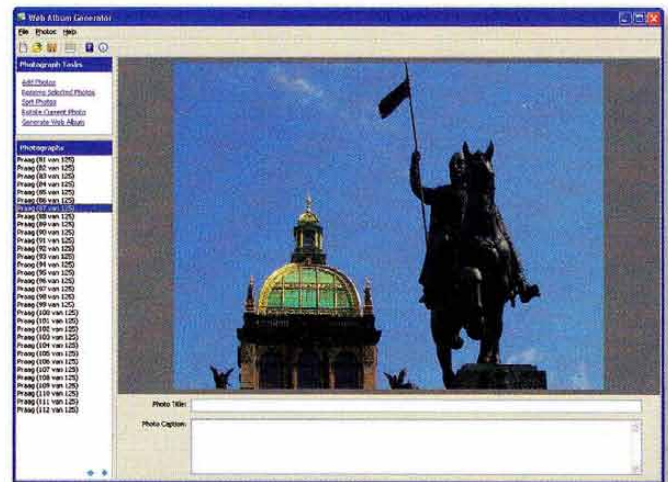 Web Album Generator
File Photos Help
Photograph Tasks
Add Photos
Remove Selected Photos
Sort Photos
Rotate Current Photo
Generate Web Album
Photographs
Praag (81 van 125)
Praag (82 van 125)
Praag (83 van 125)
Praag (84 van 125)
Praag (85 van 125)
Praag (86 van 125)
Praag (87 van 125)
Praag (88 van 125)
Praag (89 van 125)
Praag (90 van 125)
Praag (91 van 125)
Praag (92 van 125)
Praag (93 van 125)
Praag (94 van 125)
Praag (95 van 125)
Praag (96 van 125)
Praag (97 van 125)
Praag (98 van 125)
Praag (99 van 125)
Praag (100 van 125)
Praag (101 van 125)
Praag (102 van 125)
Praag (103 van 125)
Praag (104 van 125)
Praag (105 van 125)
Praag (106 van 125)
Praag (107 van 125)
Praag (108 van 125)
Praag (109 van 125)
Praag (110 van 125)
Praag (111 van 125)
Praag (112 van 125)
Photo Title:
Photo Caption: